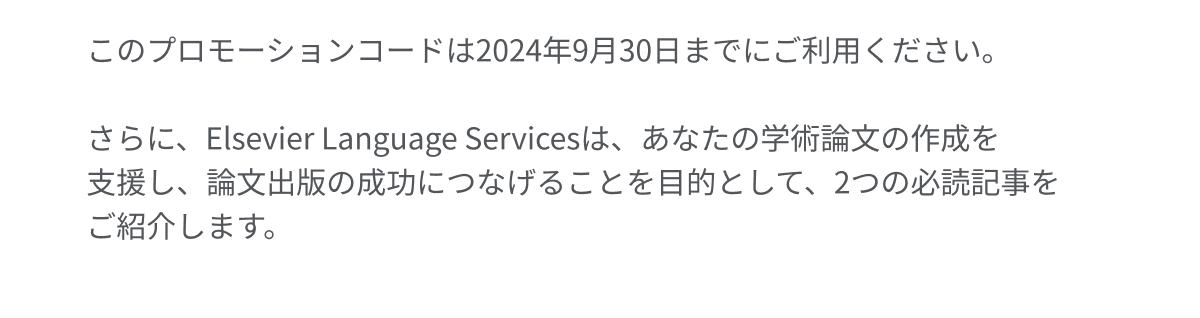 このプロモーションコードは2024年9月30日までにご利用ください。
さらに、Elsevier Language Servicesは、あなたの学術論文の作成を
支援し、論文出版の成功につなげることを目的として、2つの必読記事を
ご紹介します。